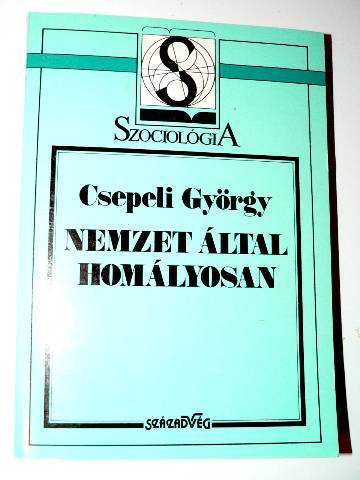 S
SZOCIOLÓGIA
Csepeli György
NEMZET ÁLTAL
HOMÁLYOSAN
SZÁZADVÉG